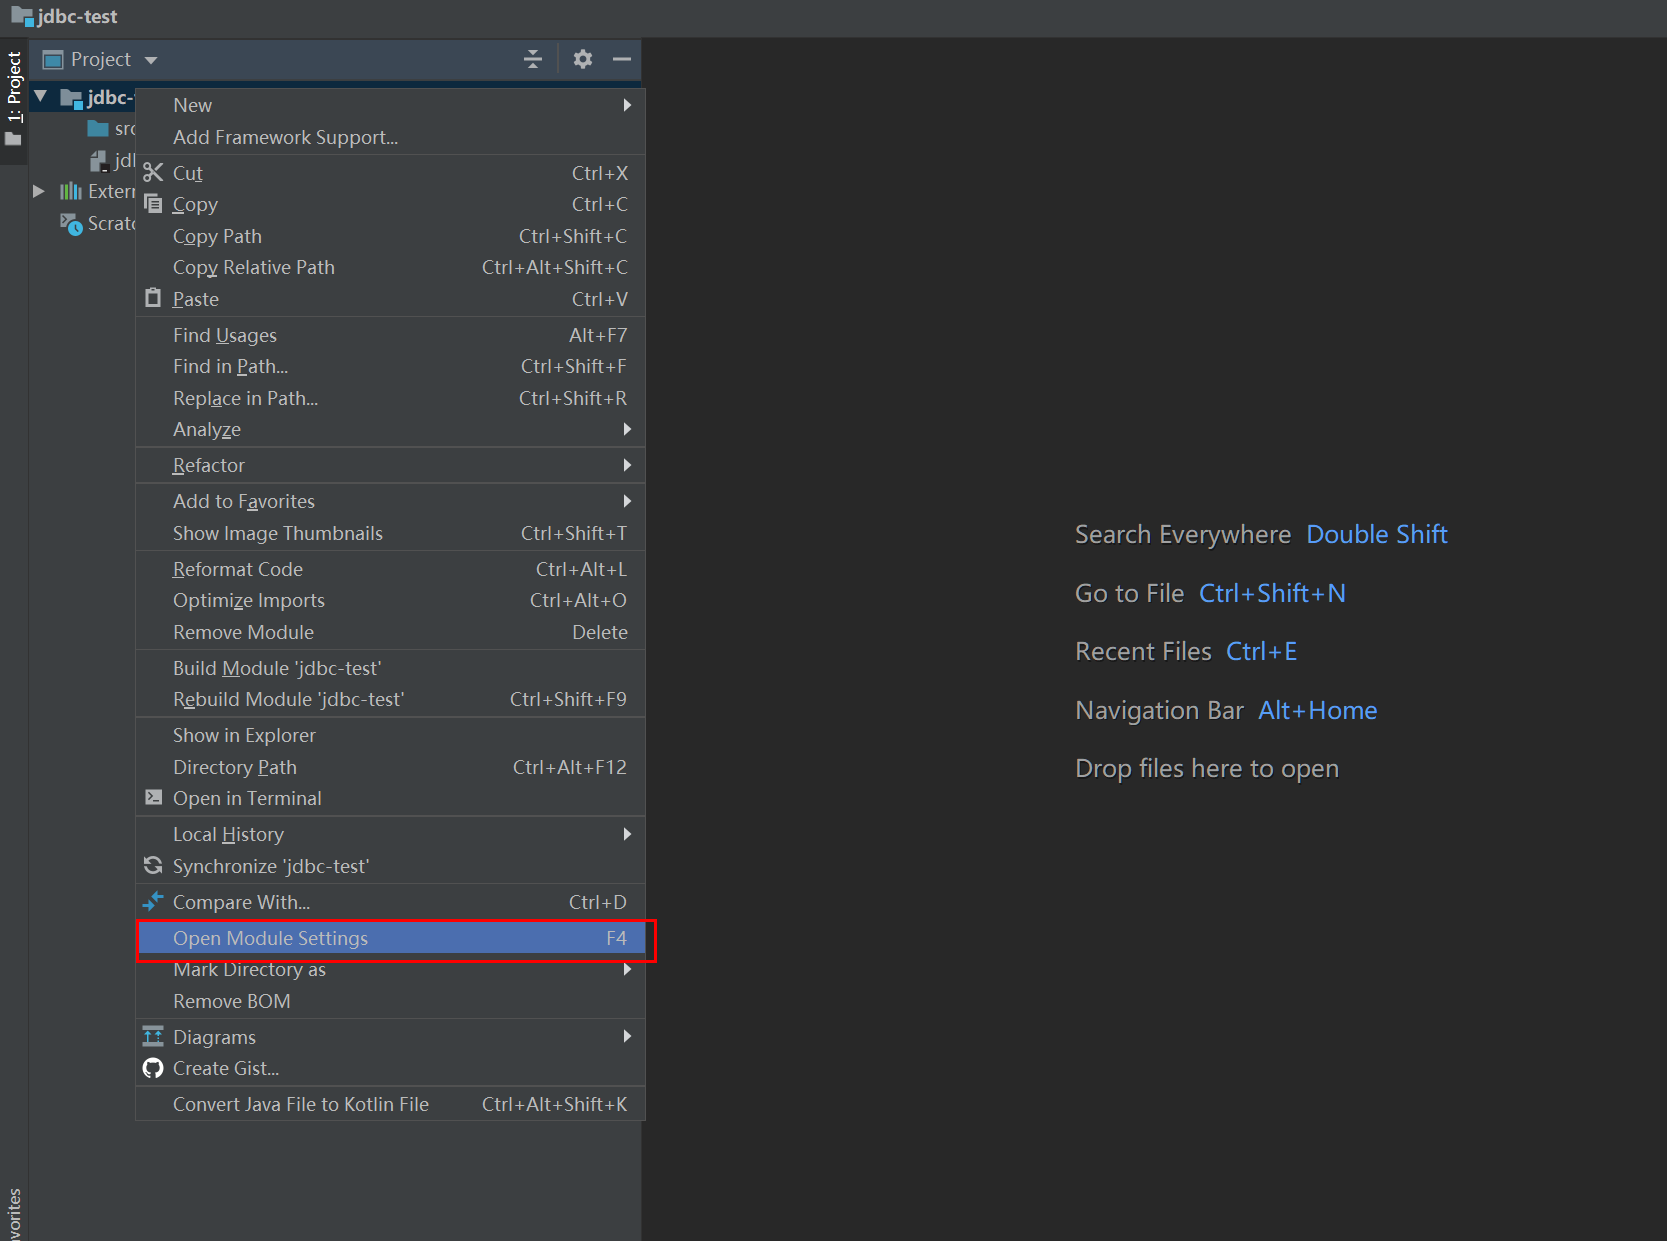 jdbc-test
Project
1: Project
jdbc-
src
Scratc
New
Add Framework Support...
Cut Ctrl+X
Copy Ctrl+C
Copy Path Ctrl+Shift+C
Copy Relative Path Ctrl+Alt+Shift+C
Paste Ctrl+V
Find Usages Alt+F7
Find in Path... Ctrl+Shift+F
Replace in Path... Ctrl+Shift+R
Analyze
Refactor
Add to Favorites
Show Image Thumbnails Ctrl+Shift+T
Reformat Code Ctrl+Alt+L
Optimize Imports Ctrl+Alt+O
Remove Module Delete
Build Module 'jdbc-test'
Rebuild Module 'jdbc-test' Ctrl+Shift+F9
Show in Explorer
Directory Path Ctrl+Alt+F12
Open in Terminal
Local History
Synchronize 'jdbc-test'
Compare With... Ctrl+D
Open Module Settings F4
Mark Directory as
Remove BOM
Diagrams
Create Gist...
Convert Java File to Kotlin File Ctrl+Alt+Shift+K
Search Everywhere Double Shift
Go to File Ctrl+Shift+N
Recent Files Ctrl+E
Navigation Bar Alt+Home
Drop files here to open
vorites